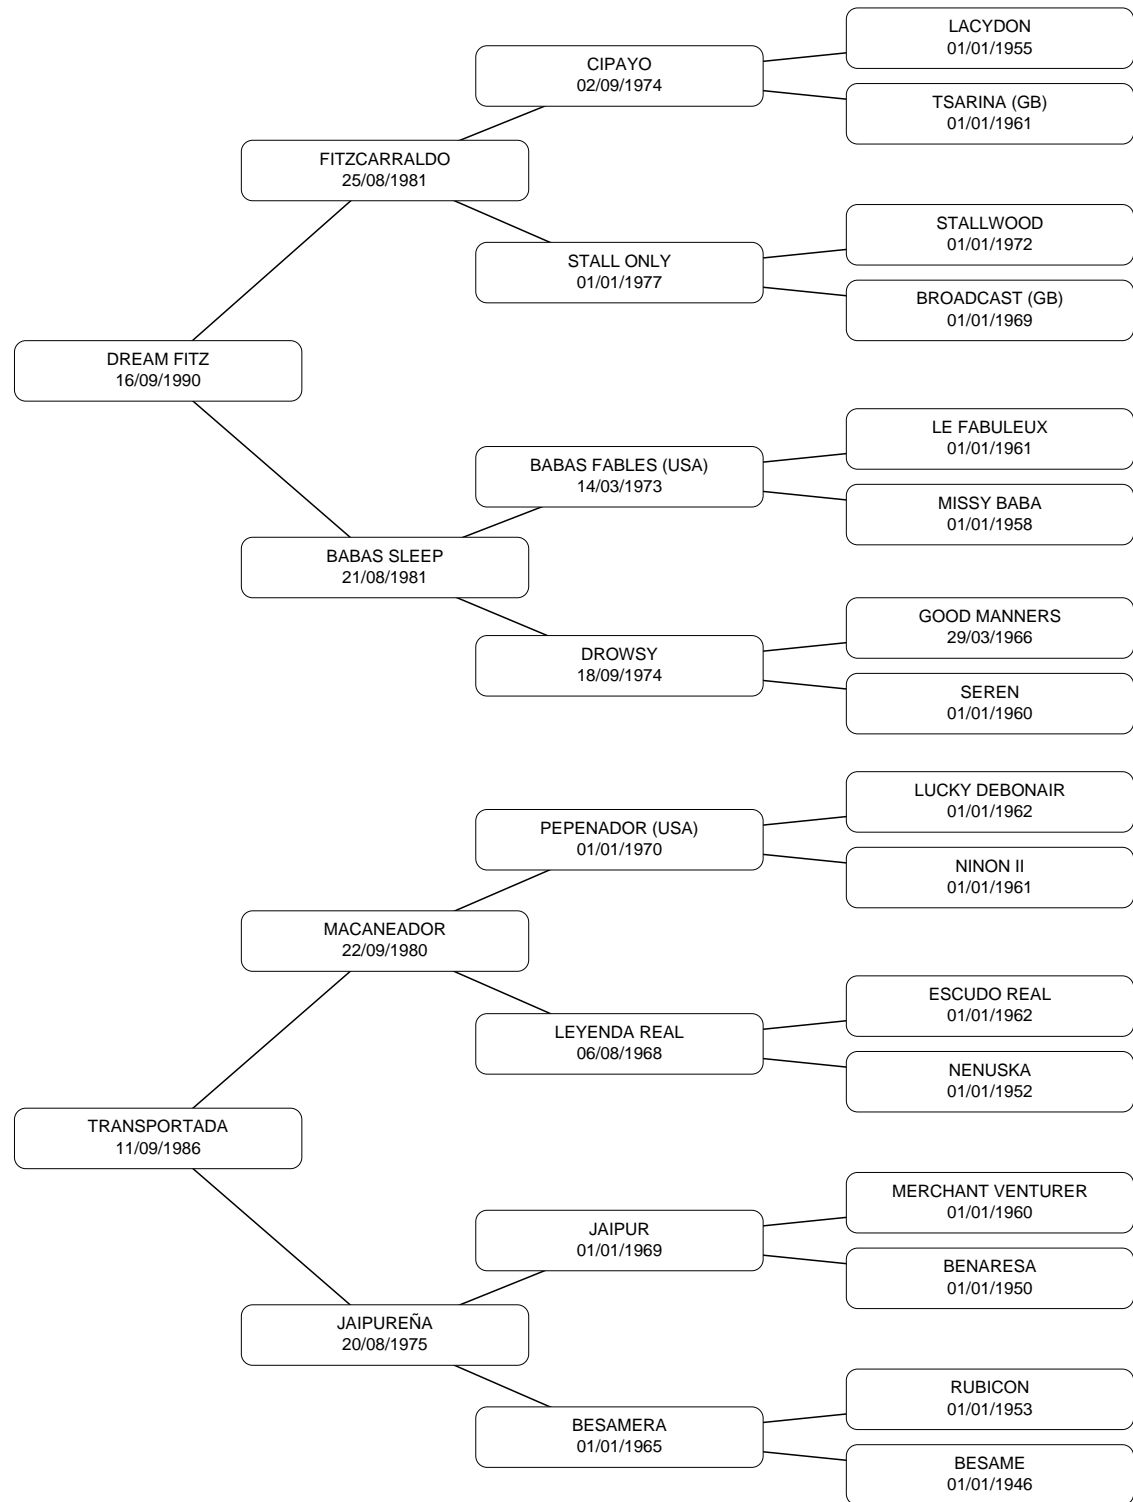 LACYDON
01/01/1955
CIPAYO
02/09/1974
TSARINA (GB)
01/01/1961
FITZCARRALDO
25/08/1981
STALLWOOD
01/01/1972
STALL ONLY
01/01/1977
BROADCAST (GB)
01/01/1969
DREAM FITZ
16/09/1990
LE FABULEUX
01/01/1961
BABAS FABLES (USA)
14/03/1973
MISSY BABA
01/01/1958
BABAS SLEEP
21/08/1981
GOOD MANNERS
29/03/1966
DROWSY
18/09/1974
SEREN
01/01/1960
LUCKY DEBONAIR
01/01/1962
PEPENADOR (USA)
01/01/1970
NINON II
01/01/1961
MACANEADOR
22/09/1980
ESCUDO REAL
01/01/1962
LEYENDA REAL
06/08/1968
NENUSKA
01/01/1952
TRANSPORTADA
11/09/1986
MERCHANT VENTURER
01/01/1960
JAIPUR
01/01/1969
BENARESA
01/01/1950
JAIPUREÑA
20/08/1975
RUBICON
01/01/1953
BESAMERA
01/01/1965
BESAME
01/01/1946